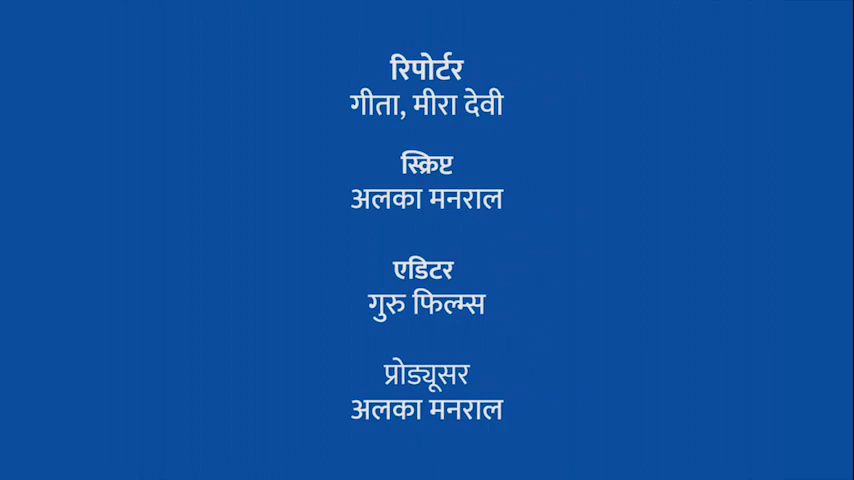 रिपोर्टर
गीता, मीरा देवी
स्क्रिप्ट
अलका मनराल
एडिटर
गुरु फिल्म्स
प्रोड्यूसर
अलका मनराल